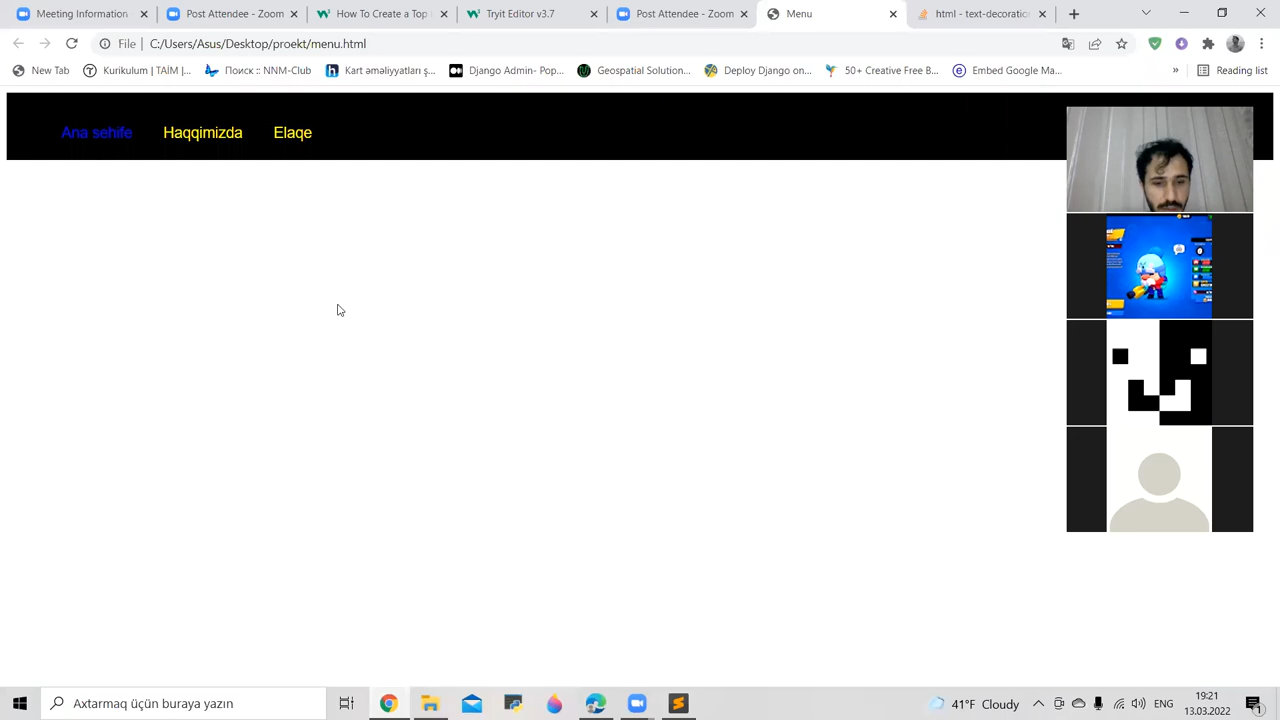 Meeting Information
Post Attendee - Zoom
How To Create a Top
Tryit Editor v3.7
Post Attendee - Zoom
Menu
html - text-decoratio
File
C:/Users/Asus/Desktop/proekt/menu.html
New Tab
Kurikulum | TAİM |...
Поиск :: NNM-Club
Kart əməliyyatları ş...
Django Admin- Pop...
Geospatial Solution...
Deploy Django on...
50+ Creative Free B...
Embed Google Ma...
»
Reading list
Ana sehife
Haqqimizda
Elaqe
Axtarmaq üçün buraya yazın
41°F Cloudy
ENG
19:21
13.03.2022
1